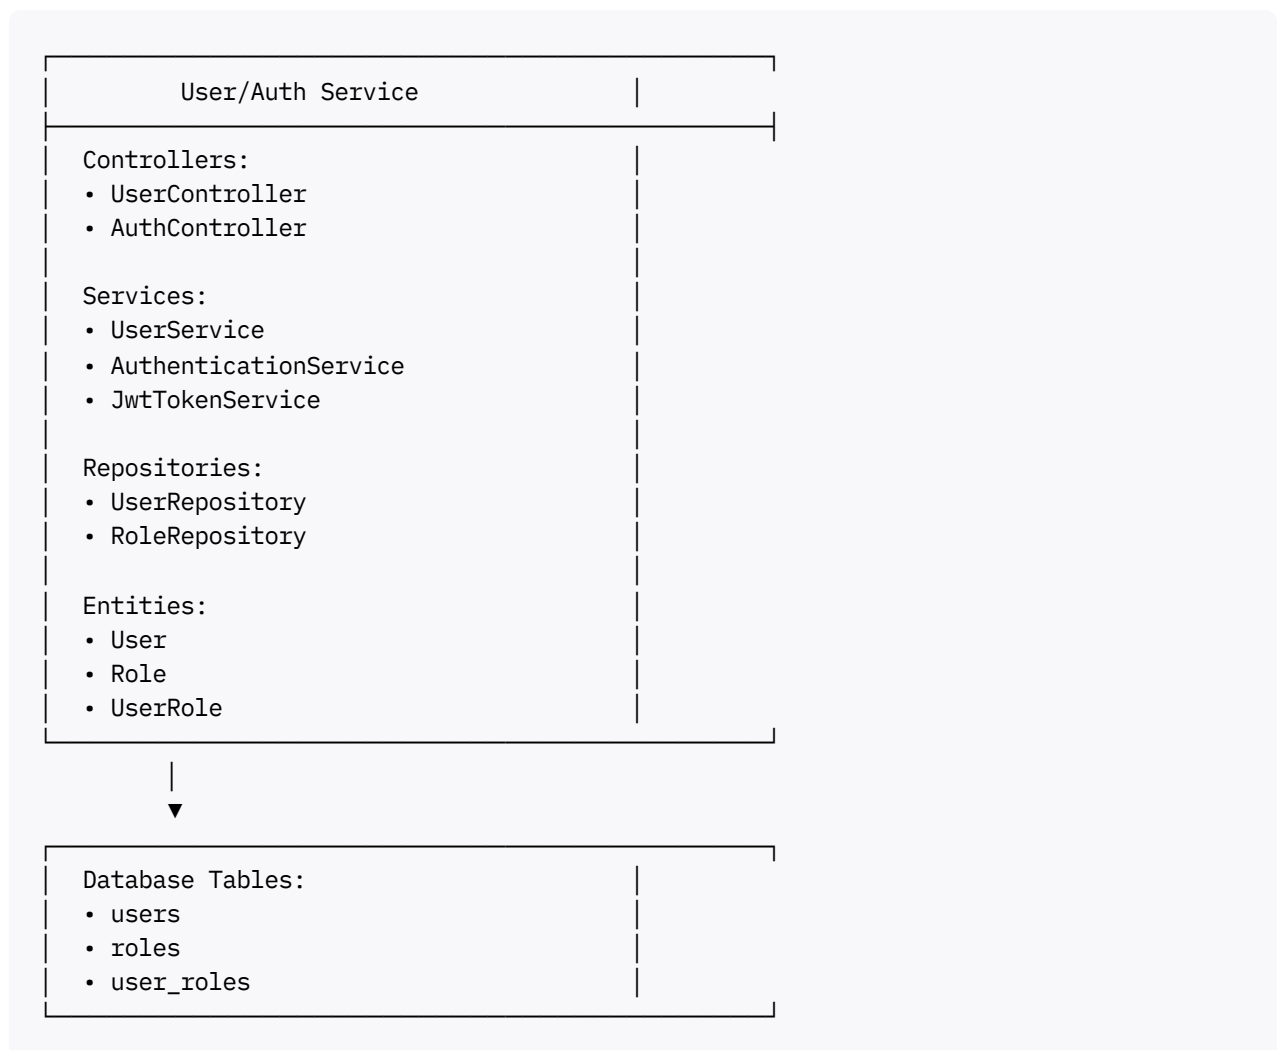 User/Auth Service
Controllers:
• UserController
• AuthController
Services:
• UserService
• AuthenticationService
• JwtTokenService
Repositories:
• UserRepository
• RoleRepository
Entities:
• User
• Role
• UserRole
▼
Database Tables:
• users
• roles
• user_roles